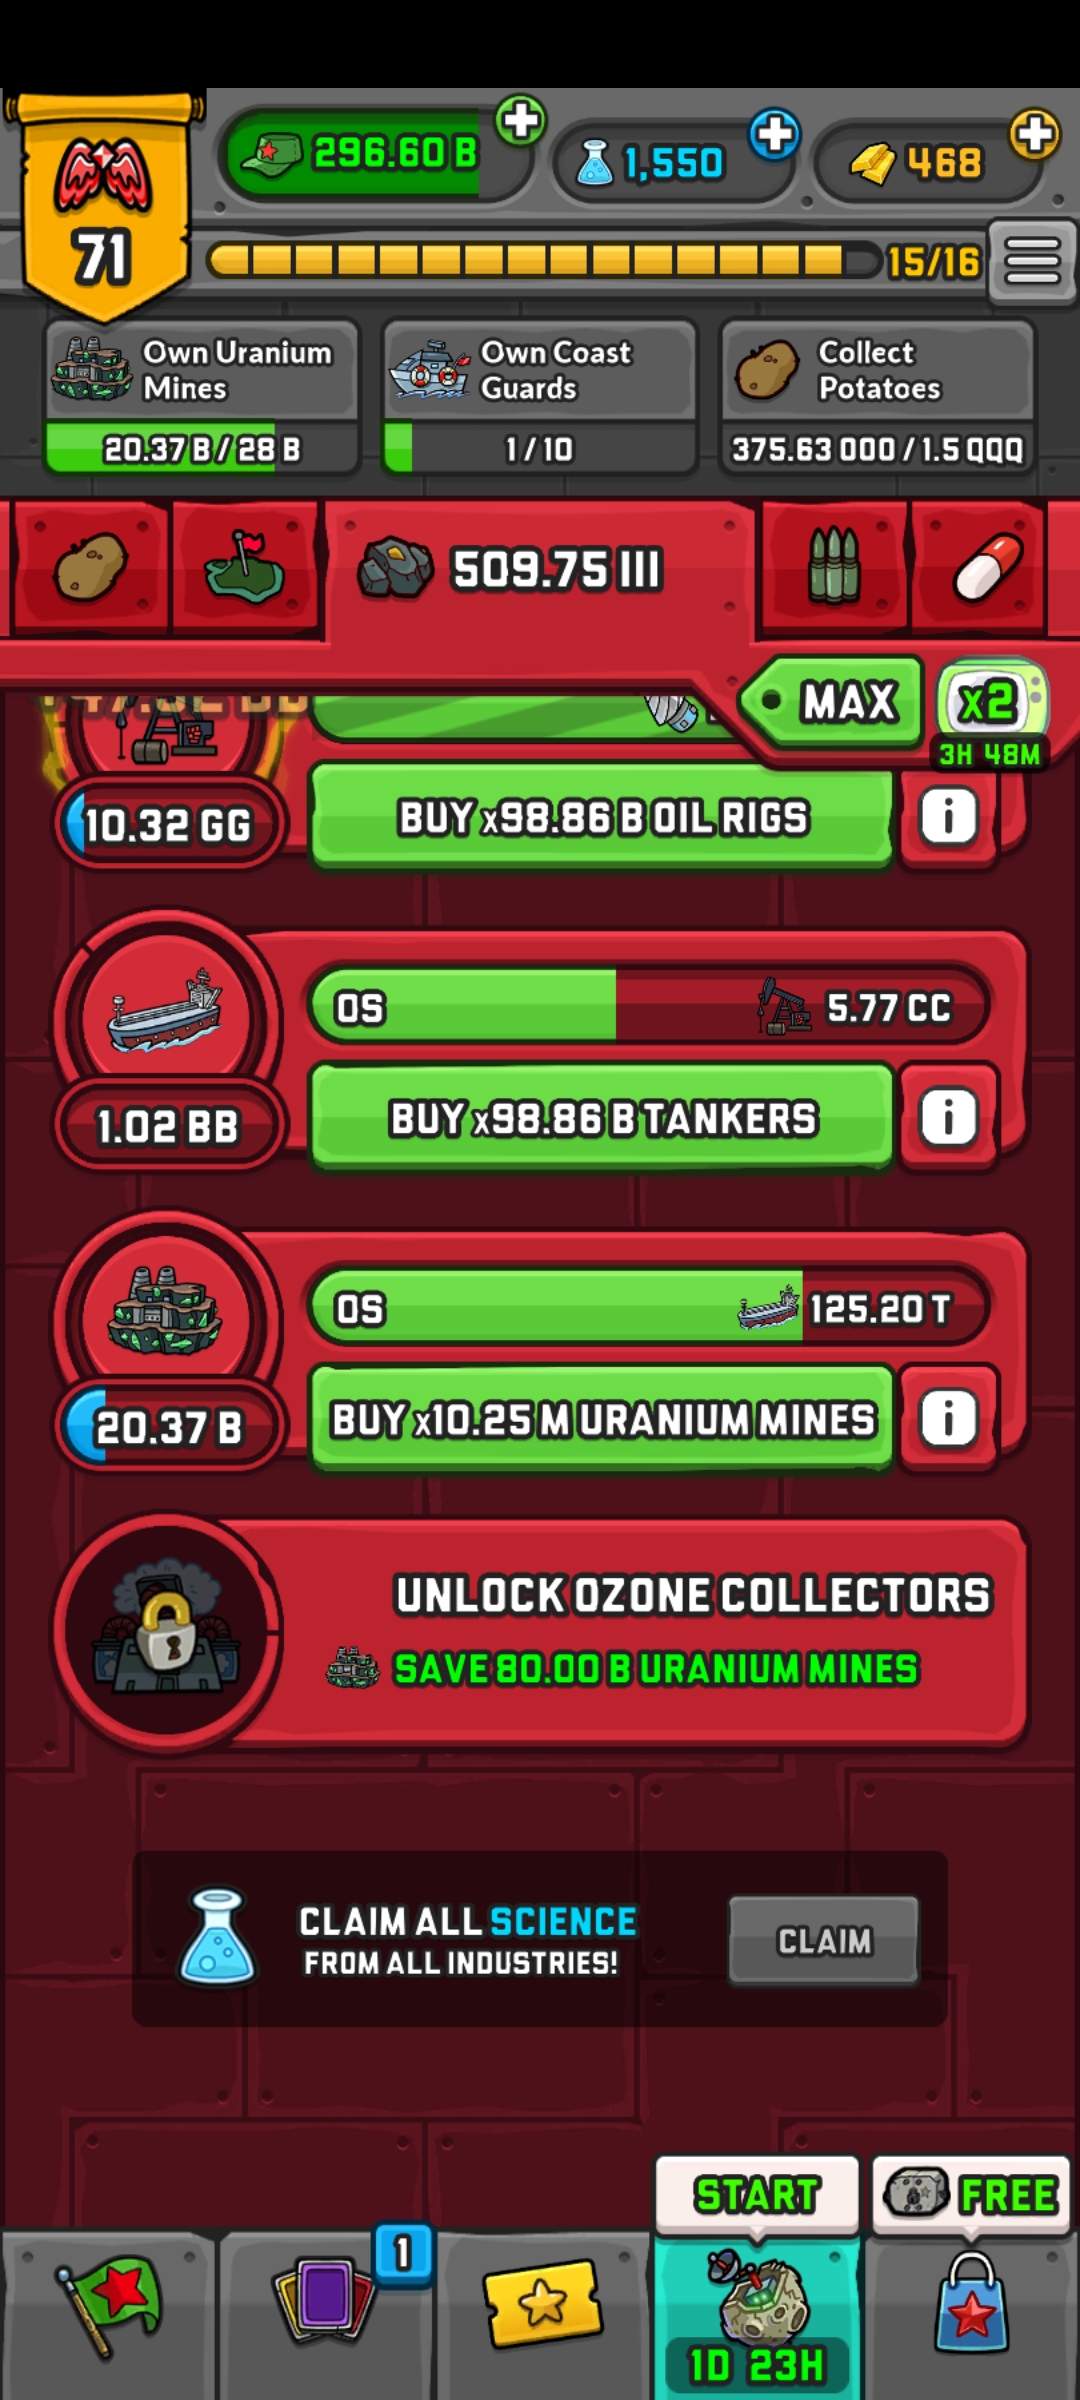 296.60 B
1,550
468
71
15/16
Own Uranium
Mines
20.37 B / 28 B
Own Coast
Guards
1 / 10
Collect
Potatoes
375.63 OOO / 1.5 QQQ
509.75 III
MAX
x2
3H 48M
10.32 GG
BUY x98.86 B OIL RIGS
i
0S
5.77 CC
1.02 BB
BUY x98.86 B TANKERS
i
0S
125.20 T
20.37 B
BUY x10.25 M URANIUM MINES
i
UNLOCK OZONE COLLECTORS
SAVE 80.00 B URANIUM MINES
CLAIM ALL SCIENCE
FROM ALL INDUSTRIES!
CLAIM
START
FREE
1
1D 23H